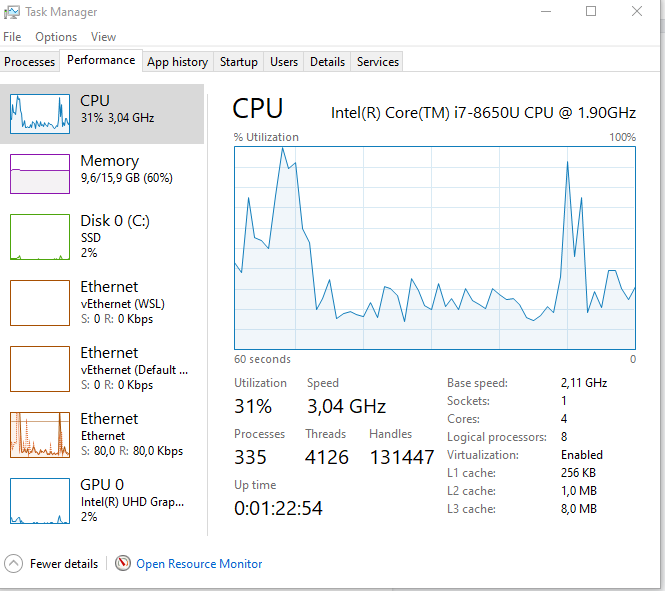 Task Manager
File Options View
Processes Performance App history Startup Users Details Services
CPU
31% 3,04 GHz
Memory
9,6/15,9 GB (60%)
Disk 0 (C:)
SSD
2%
Ethernet
vEthernet (WSL)
S: 0 R: 0 Kbps
Ethernet
vEthernet (Default ...
S: 0 R: 0 Kbps
Ethernet
Ethernet
S: 80,0 R: 80,0 Kbps
GPU 0
Intel(R) UHD Grap...
2%
CPU Intel(R) Core(TM) i7-8650U CPU @ 1.90GHz
% Utilization 100%
60 seconds 0
Utilization Speed
31% 3,04 GHz
Processes Threads Handles
335 4126 131447
Up time
0:01:22:54
Base speed: 2,11 GHz
Sockets: 1
Cores: 4
Logical processors: 8
Virtualization: Enabled
L1 cache: 256 KB
L2 cache: 1,0 MB
L3 cache: 8,0 MB
Fewer details Open Resource Monitor